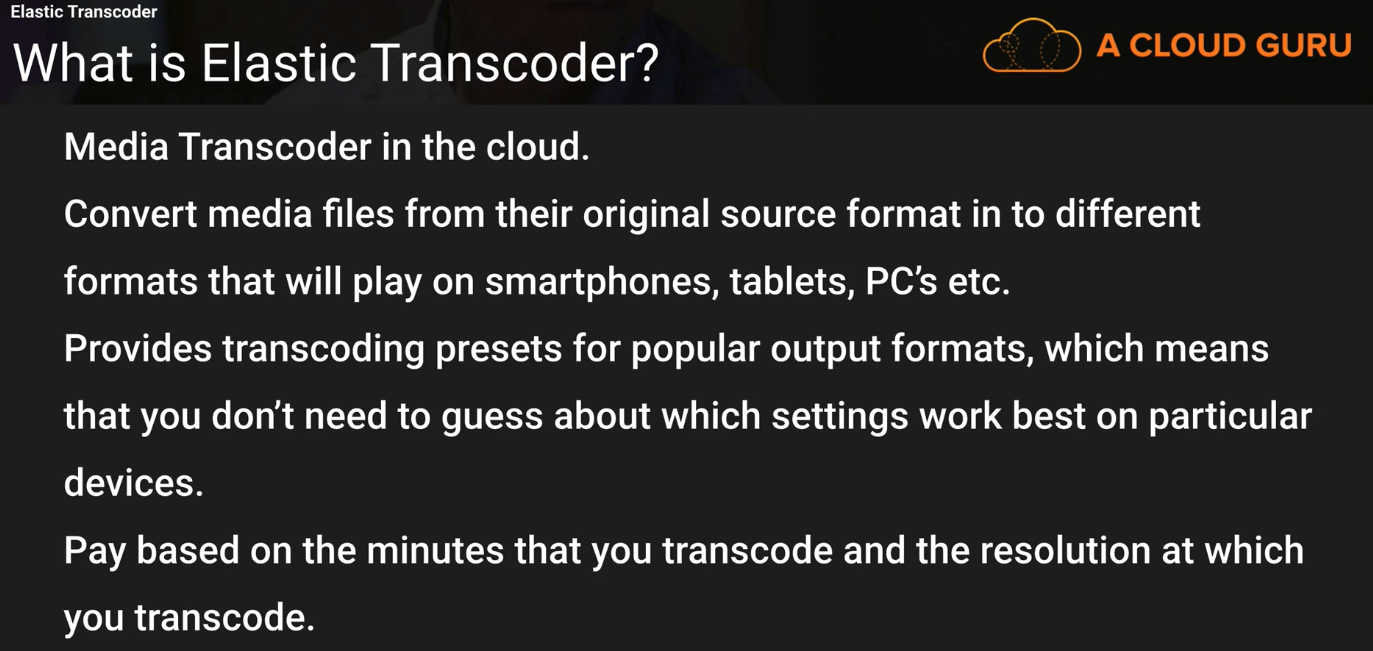 Elastic Transcoder
What is Elastic Transcoder?
A CLOUD GURU
Media Transcoder in the cloud.
Convert media files from their original source format in to different
formats that will play on smartphones, tablets, PC’s etc.
Provides transcoding presets for popular output formats, which means
that you don’t need to guess about which settings work best on particular
devices.
Pay based on the minutes that you transcode and the resolution at which
you transcode.